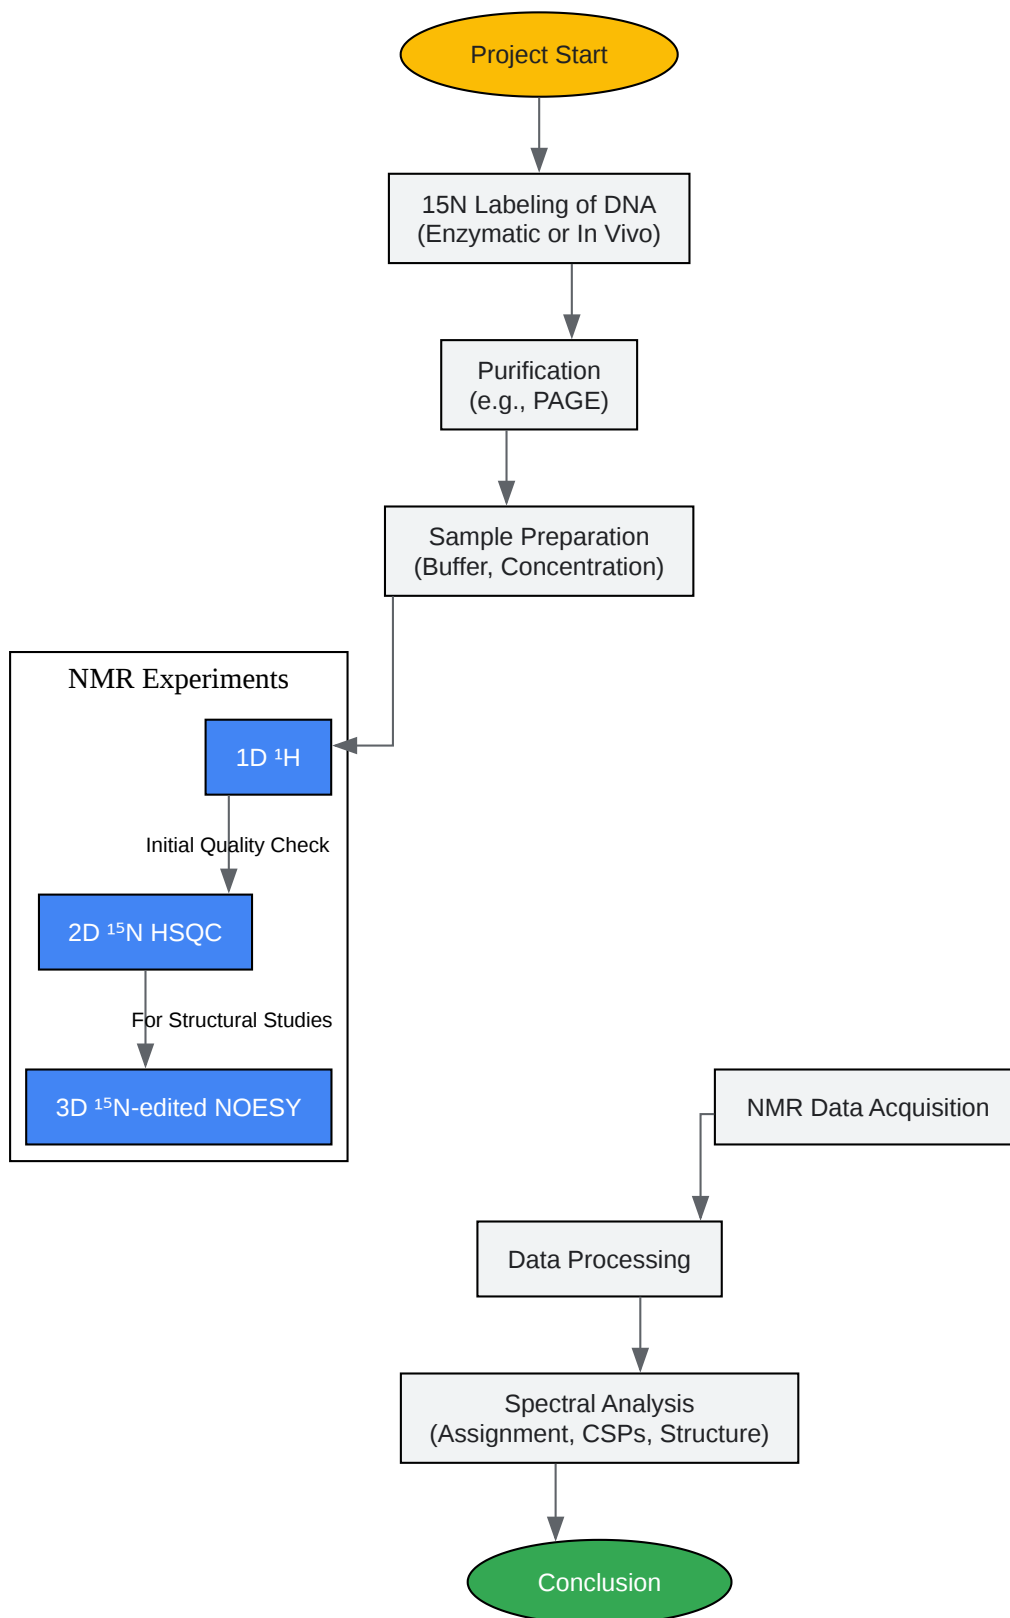 Project Start
15N Labeling of DNA
(Enzymatic or In Vivo)
Purification
(e.g., PAGE)
Sample Preparation
(Buffer, Concentration)
NMR Experiments
1D ¹H
Initial Quality Check
2D ¹⁵N HSQC
For Structural Studies
3D ¹⁵N-edited NOESY
NMR Data Acquisition
Data Processing
Spectral Analysis
(Assignment, CSPs, Structure)
Conclusion